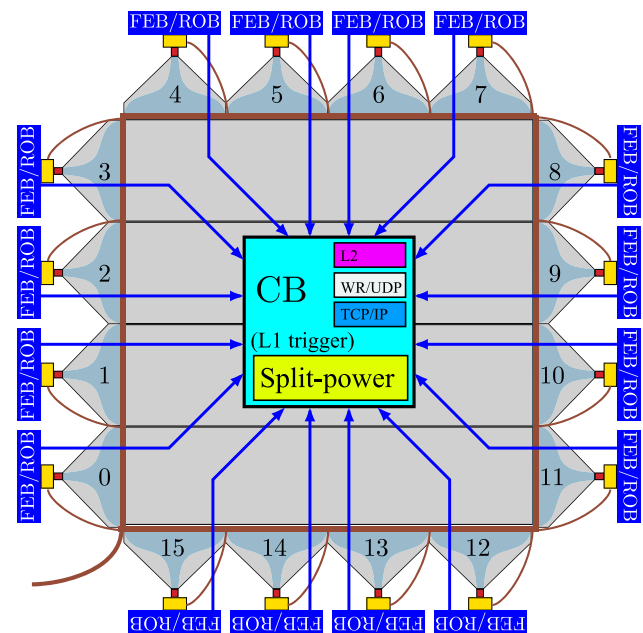 FEB/ROB FEB/ROB FEB/ROB FEB/ROB
4 5 6 7
FEB/ROB 3 8 FEB/ROB
FEB/ROB 2 9 FEB/ROB
L2
CB
WR/UDP
TCP/IP
(L1 trigger)
FEB/ROB 1 10 FEB/ROB
Split-power
FEB/ROB 0 11 FEB/ROB
15 14 13 12
FEB/ROB FEB/ROB FEB/ROB FEB/ROB